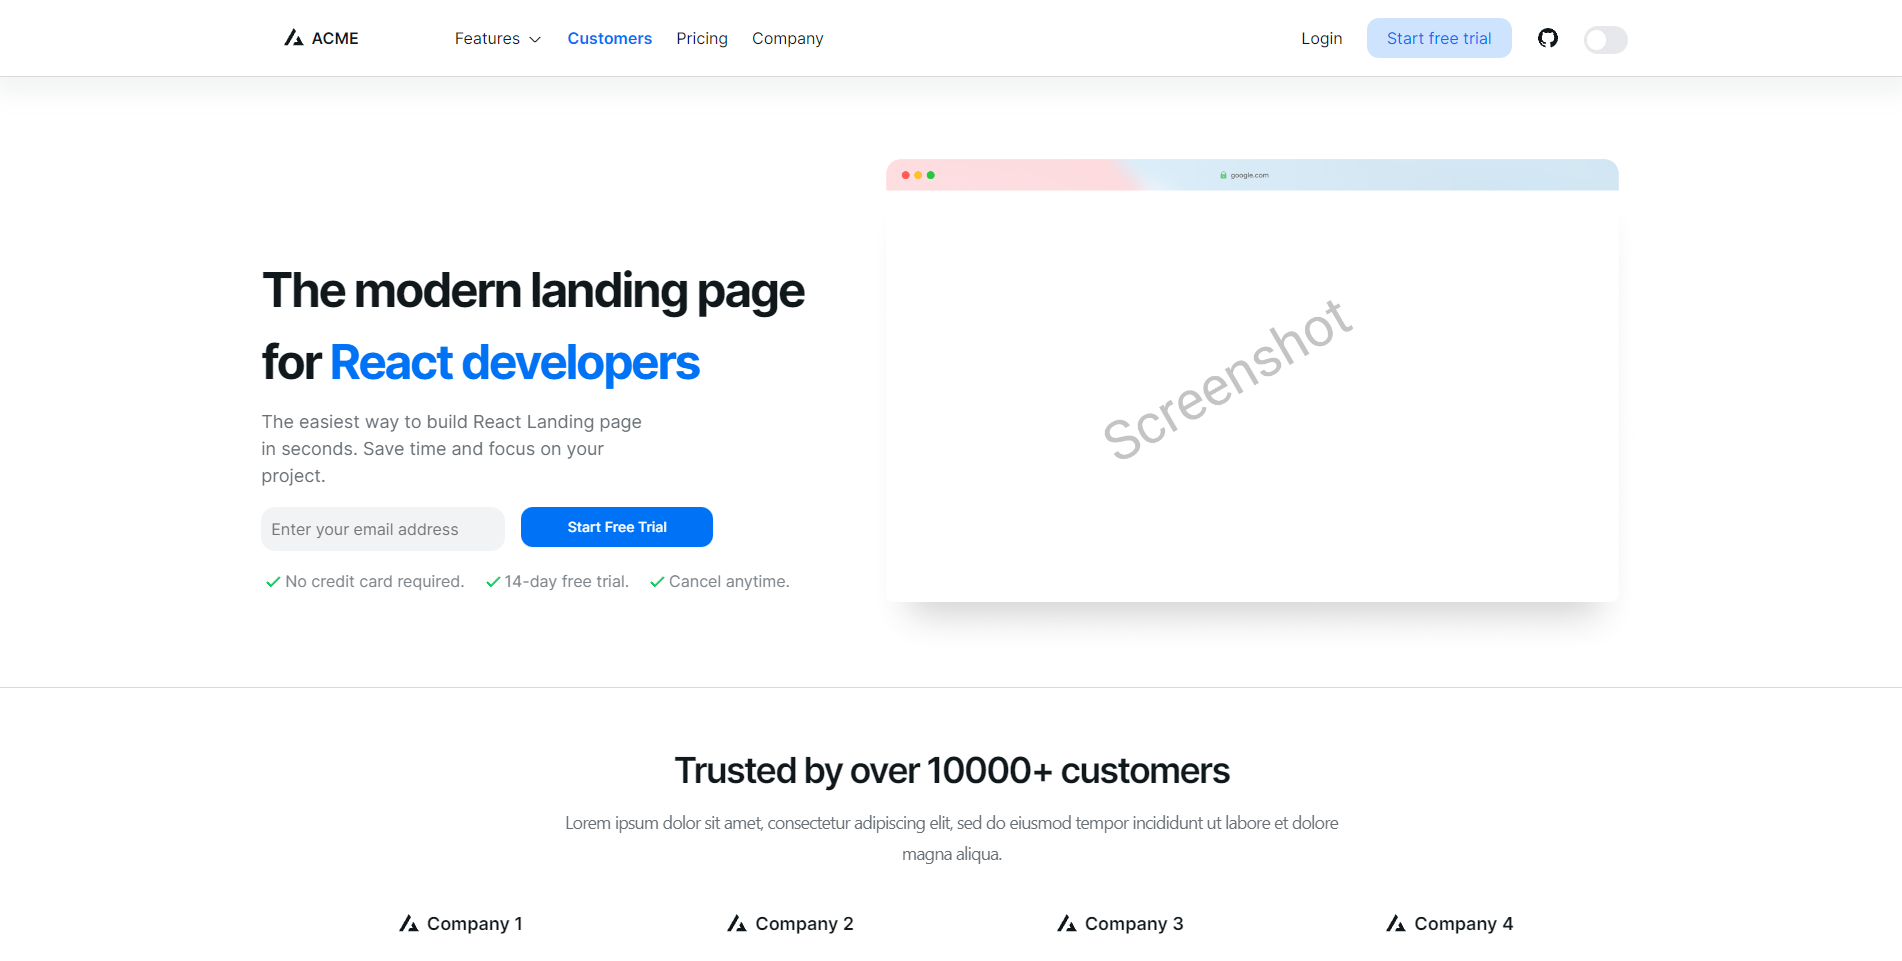 ACME
Features
Customers
Pricing
Company
Login
Start free trial
google.com
Screenshot
The modern landing page
for React developers
The easiest way to build React Landing page
in seconds. Save time and focus on your
project.
Enter your email address
Start Free Trial
No credit card required.
14-day free trial.
Cancel anytime.
Trusted by over 10000+ customers
Lorem ipsum dolor sit amet, consectetur adipiscing elit, sed do eiusmod tempor incididunt ut labore et dolore
magna aliqua.
Company 1
Company 2
Company 3
Company 4